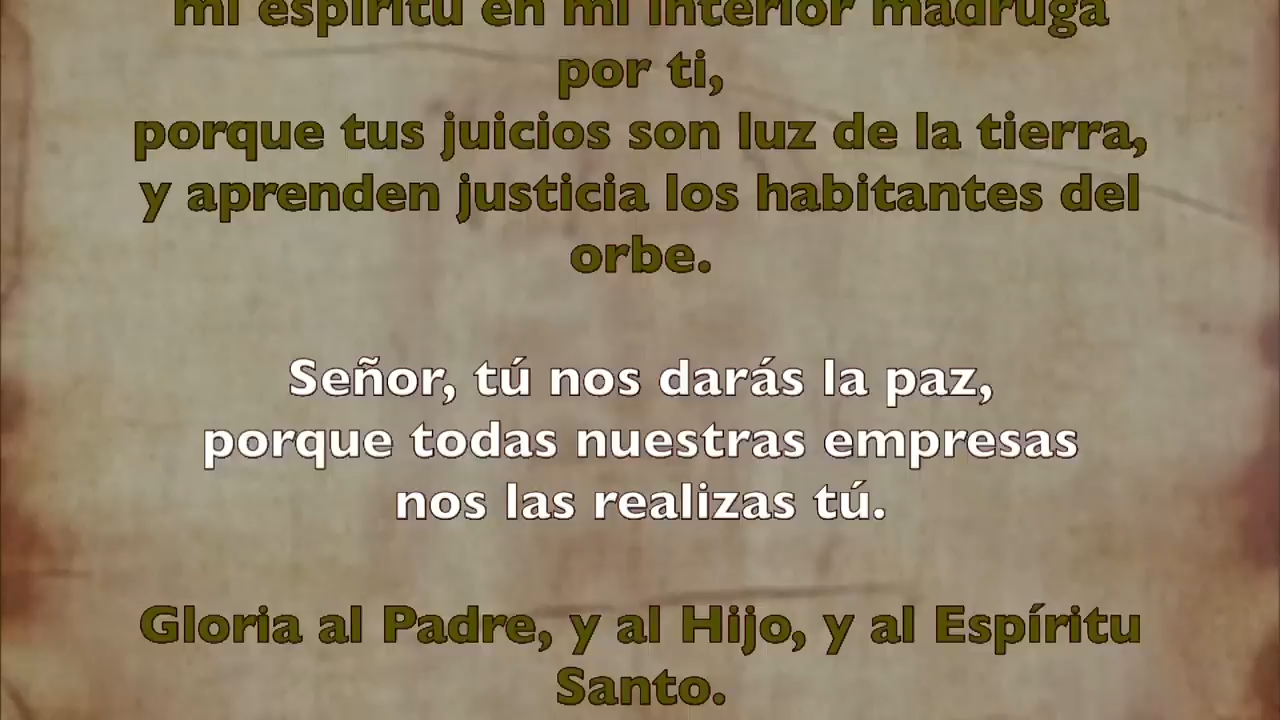 mi espíritu en mi interior madruga
por ti,
porque tus juicios son luz de la tierra,
y aprenden justicia los habitantes del
orbe.
Señor, tú nos darás la paz,
porque todas nuestras empresas
nos las realizas tú.
Gloria al Padre, y al Hijo, y al Espíritu
Santo.